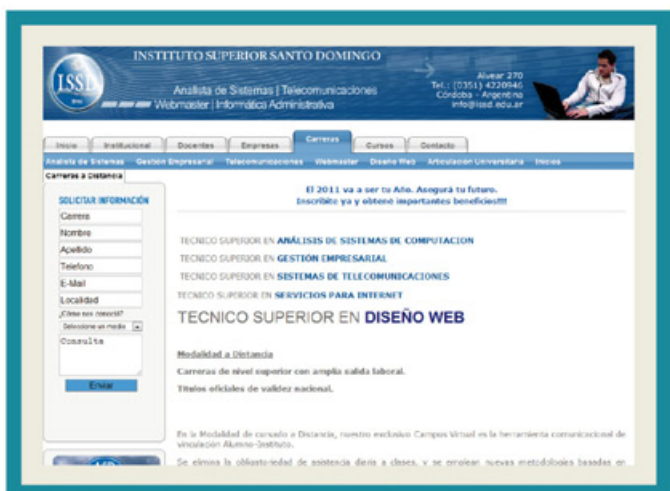 INSTITUTO SUPERIOR SANTO DOMINGO
ISSD
Analista de Sistemas | Telecomunicaciones
Webmaster | Informática Administrativa
Alvear 270
Tel.: (0351) 4220946
Córdoba - Argentina
info@issd.edu.ar
Inicio Institucional Docentes Empresas Carreras Cursos Contacto
Analista de Sistemas Gestión Empresarial Telecomunicaciones Webmaster Diseño Web Articulación Universitaria Inicios
Carreras a Distancia
SOLICITAR INFORMACIÓN
Carrera
Nombre
Apellido
Telefono
E-Mail
Localidad
¿Cómo nos conoció?
Seleccione un medio
Consulta
Enviar
El 2011 va a ser tu Año. Asegurá tu futuro.
Inscribite ya y obtené importantes beneficios!!!!
TECNICO SUPERIOR EN ANÁLISIS DE SISTEMAS DE COMPUTACION
TECNICO SUPERIOR EN GESTIÓN EMPRESARIAL
TECNICO SUPERIOR EN SISTEMAS DE TELECOMUNICACIONES
TECNICO SUPERIOR EN SERVICIOS PARA INTERNET
TECNICO SUPERIOR EN DISEÑO WEB
Modalidad a Distancia
Carreras de nivel superior con amplia salida laboral.
Títulos oficiales de validez nacional.
En la Modalidad de cursado a Distancia, nuestro exclusivo Campus Virtual es la herramienta comunicacional de
vinculación Alumno-Instituto.
Se elimina la obligatoriedad de asistencia diaria a clases, y se emplean nuevas metodologías basadas en